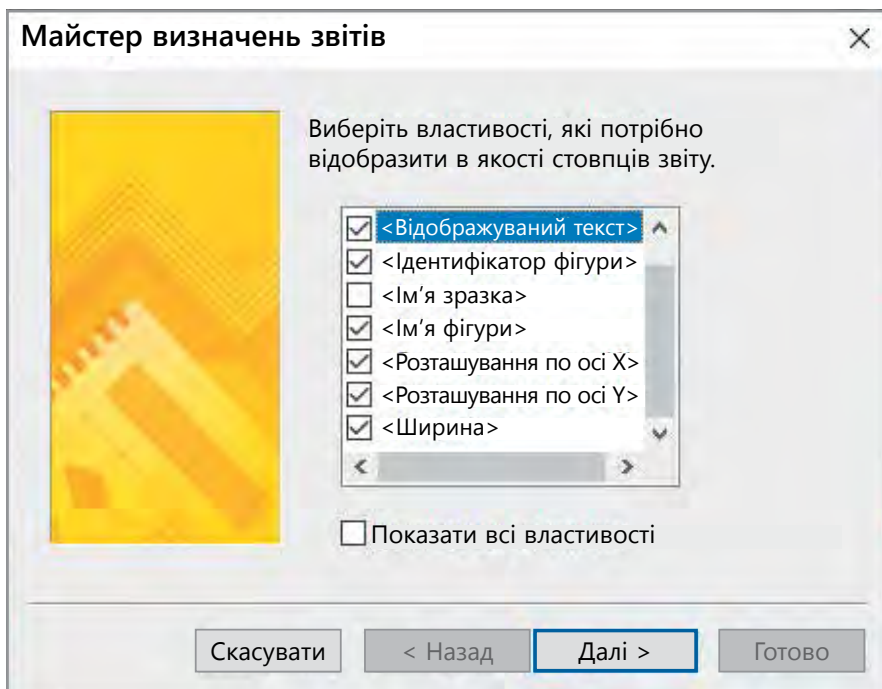 Майстер визначень звітів
Виберіть властивості, які потрібно
відобразити в якості стовпців звіту.
<Відображуваний текст>
<Ідентифікатор фігури>
<Ім’я зразка>
<Ім’я фігури>
<Розташування по осі X>
<Розташування по осі Y>
<Ширина>
Показати всі властивості
Скасувати
< Назад
Далі >
Готово